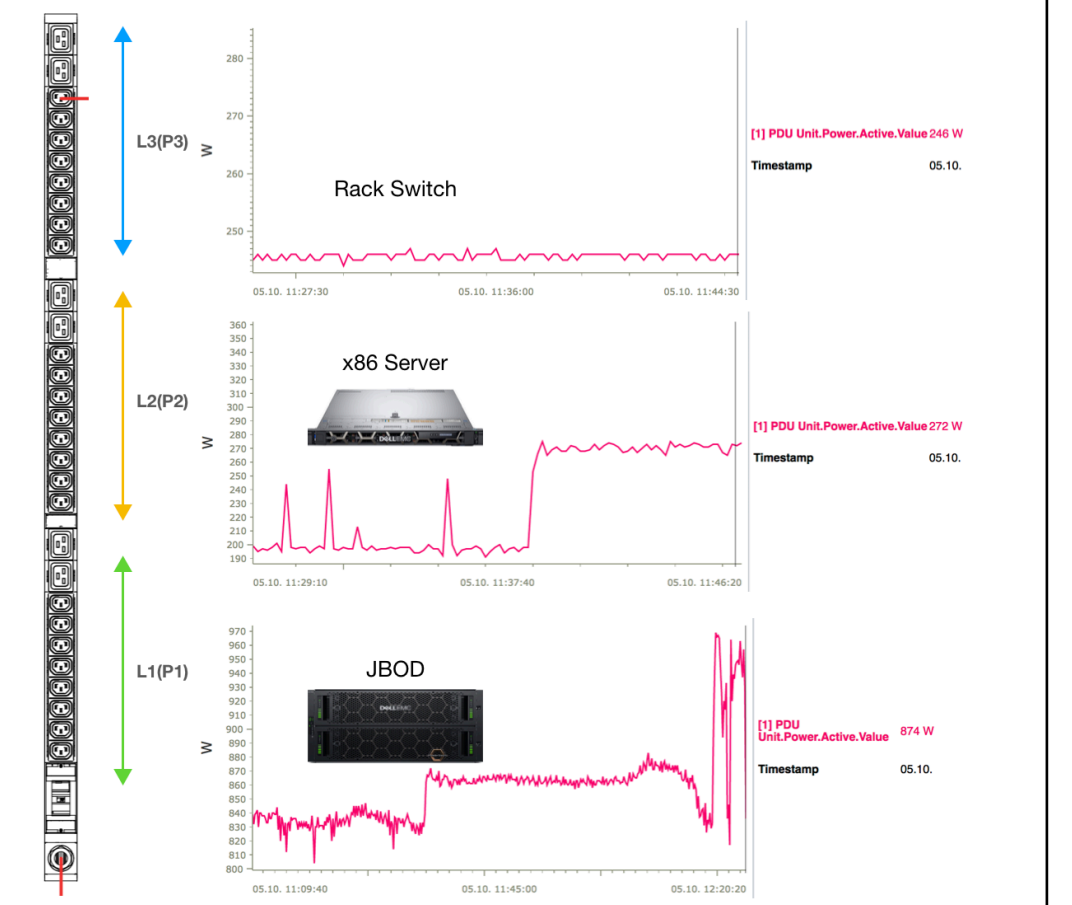 L3(P3)
W
280
270
260
250
Rack Switch
05.10. 11:27:30
05.10. 11:36:00
05.10. 11:44:30
[1] PDU Unit.Power.Active.Value 246 W
Timestamp 05.10.
L2(P2)
W
360
350
340
330
320
310
300
290
280
270
260
250
240
230
220
210
200
190
x86 Server
DELLEMC
05.10. 11:29:10
05.10. 11:37:40
05.10. 11:46:20
[1] PDU Unit.Power.Active.Value 272 W
Timestamp 05.10.
L1(P1)
W
970
960
950
940
930
920
910
900
890
880
870
860
850
840
830
820
810
800
JBOD
DELLEMC
05.10. 11:09:40
05.10. 11:45:00
05.10. 12:20:20
[1] PDU
Unit.Power.Active.Value 874 W
Timestamp 05.10.